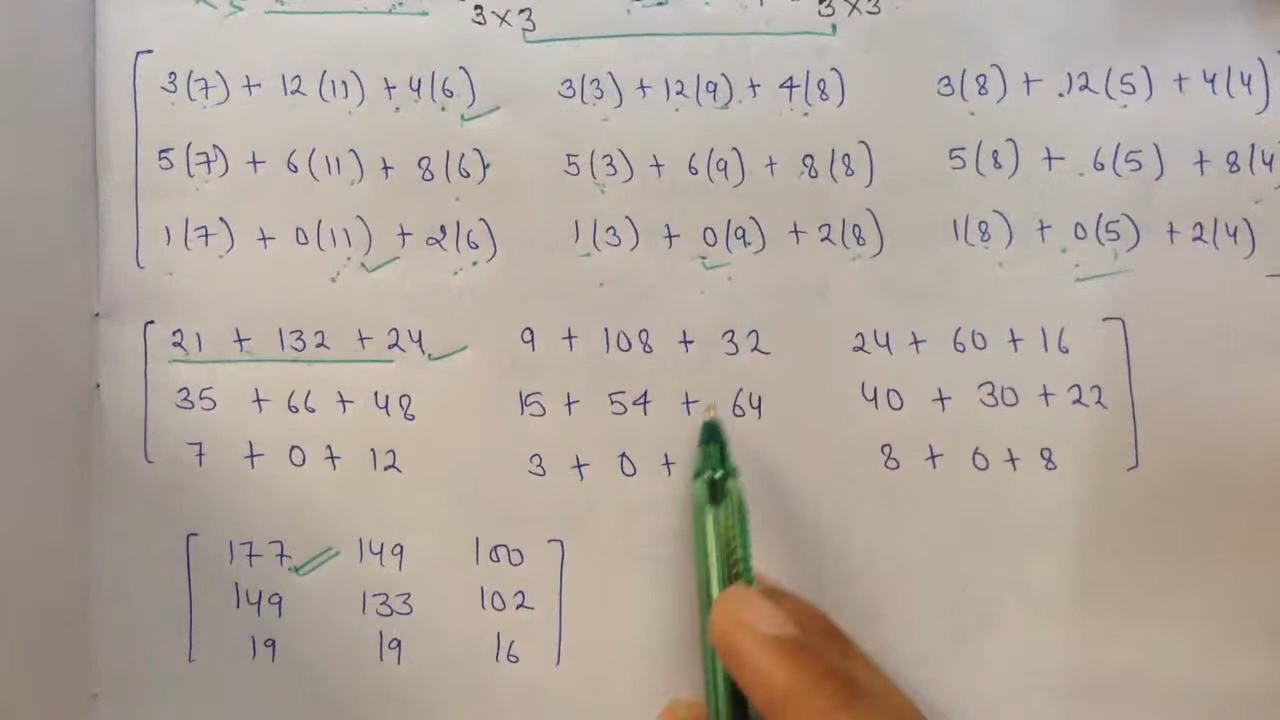 3×3 3×3
3(7) + 12(11) + 4(6) 3(3) + 12(9) + 4(8) 3(8) + 12(5) + 4(4)
5(7) + 6(11) + 8(6) 5(3) + 6(9) + 8(8) 5(8) + 6(5) + 8(4
1(7) + 0(11) + 2(6) 1(3) + 0(9) + 2(8) 1(8) + 0(5) + 2(4)
21 + 132 + 24 9 + 108 + 32 24 + 60 + 16
35 + 66 + 48 15 + 54 + 64 40 + 30 + 22
7 + 0 + 12 3 + 0 + 8 + 0 + 8
177 149 100
149 133 102
19 19 16